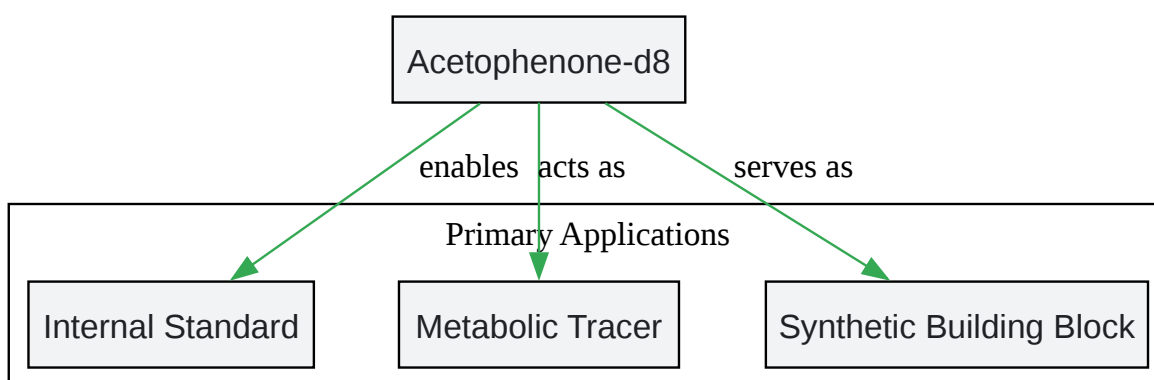 Acetophenone-d8
enables acts as serves as
Primary Applications
Internal Standard Metabolic Tracer Synthetic Building Block